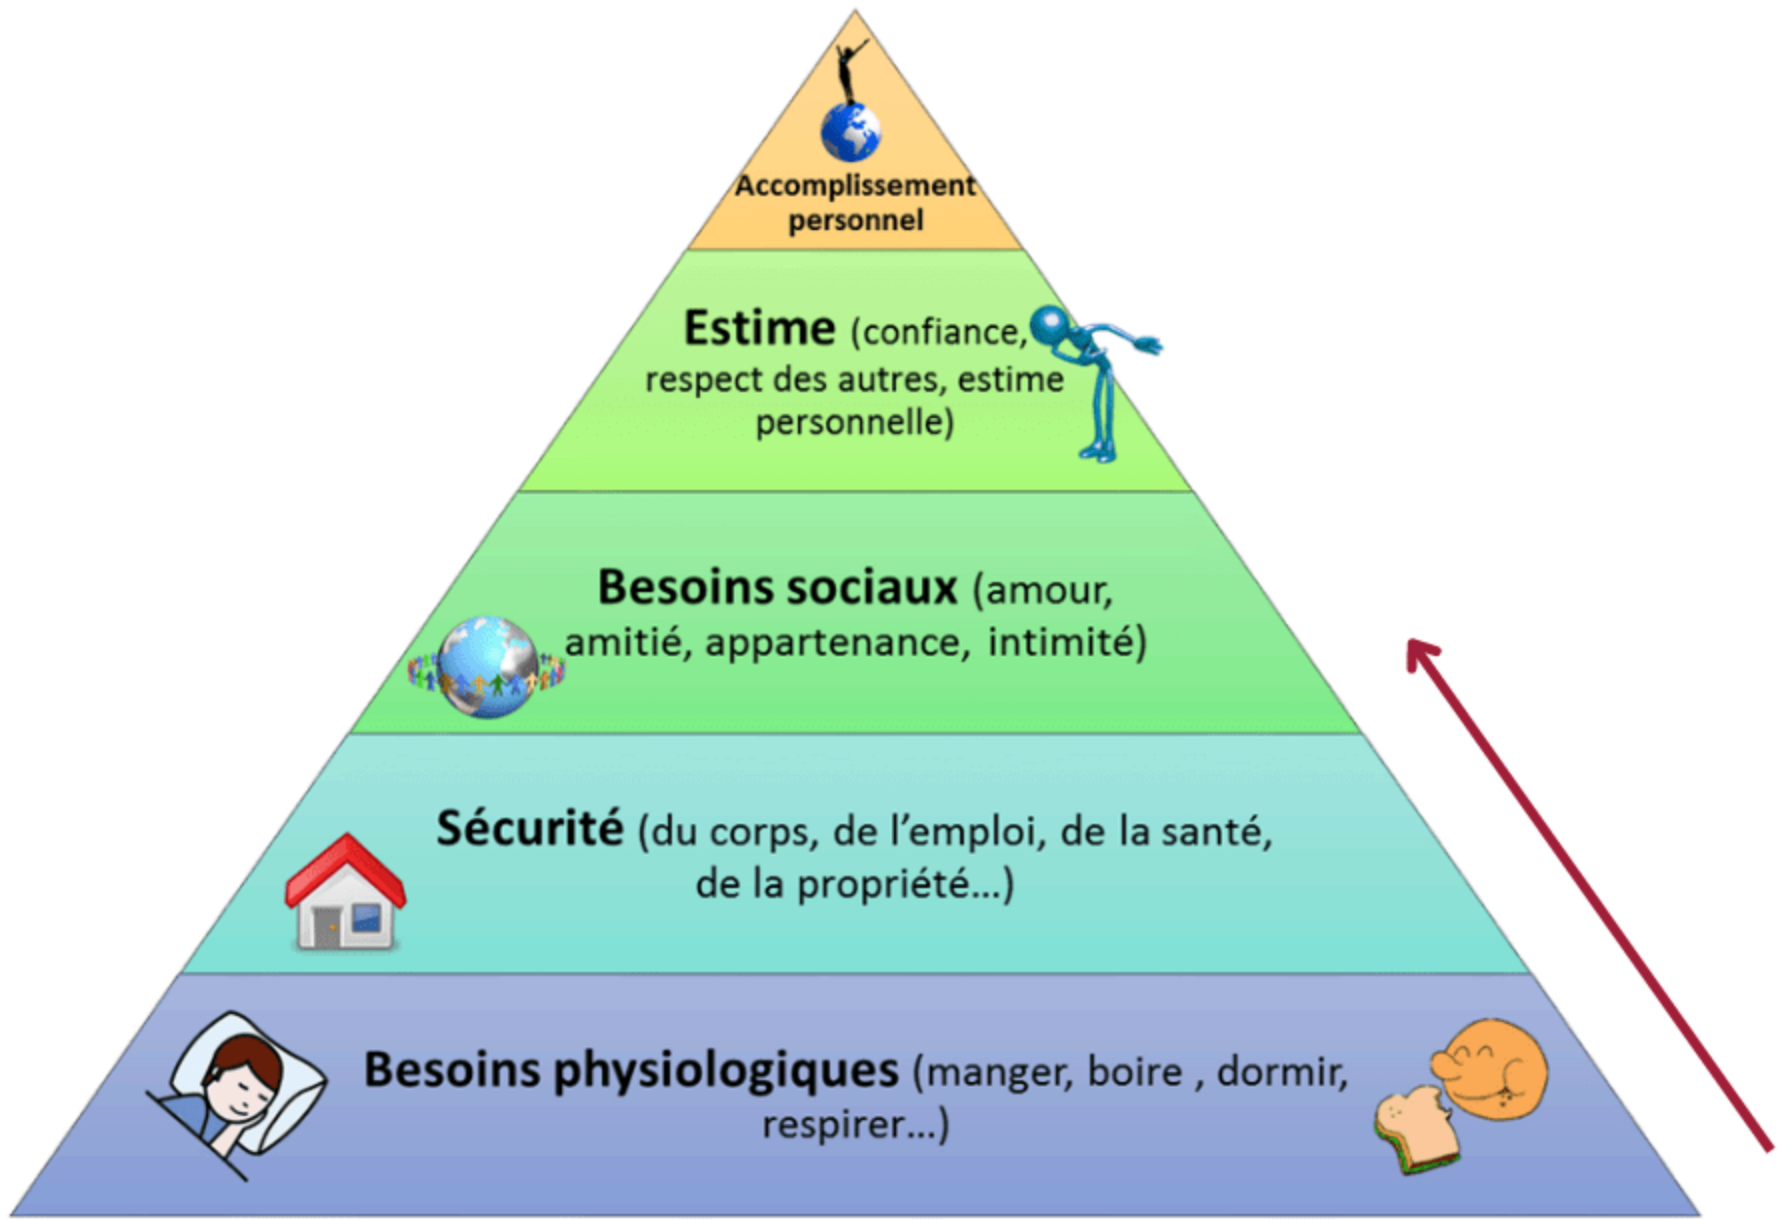 Accomplissement
personnel
Estime (confiance,
respect des autres, estime
personnelle)
Besoins sociaux (amour,
amitié, appartenance, intimité)
Sécurité (du corps, de l’emploi, de la santé,
de la propriété...)
Besoins physiologiques (manger, boire , dormir,
respirer...)